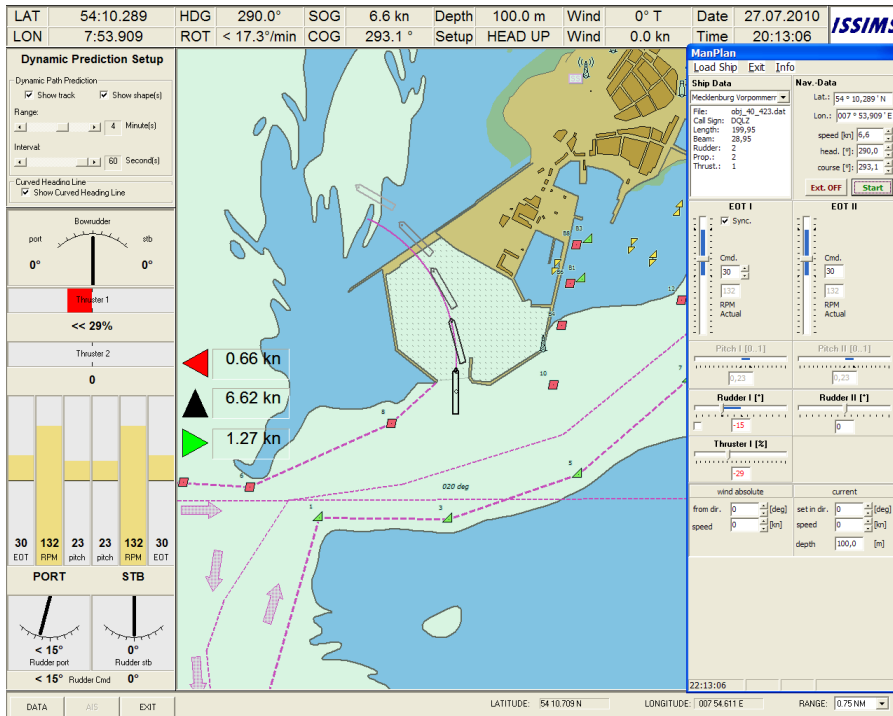 LAT 54:10.289 HDG 290.0° SOG 6.6 kn Depth 100.0 m Wind 0° T Date 27.07.2010
LON 7:53.909 ROT < 17.3°/min COG 293.1 ° Setup HEAD UP Wind 0.0 kn Time 20:13:06
ISSIMS
Dynamic Prediction Setup
Dynamic Path Prediction
Show track Show shape(s)
Range:
4 Minute(s)
Interval:
60 Second(s)
Curved Heading Line
Show Curved Heading Line
Bowrudder
port stb
0° 0°
Thruster 1
<< 29%
Thruster 2
0
30 132 23 23 132 30
EOT RPM pitch pitch RPM EOT
PORT STB
< 15° 0°
Rudder port Rudder stb
< 15° Rudder Cmd 0°
0.66 kn
6.62 kn
1.27 kn
8
6
1
3
5
7
10
12
020 deg
ManPlan
Load Ship Exit Info
Ship Data
Mecklenburg Vorpommerr
File: obj_40_423.dat
Call Sign: DQLZ
Length: 199,95
Beam: 28,95
Rudder: 2
Prop.: 2
Thrust.: 1
Nav.-Data
Lat.: 54 ° 10,289 ' N
Lon.: 007 ° 53,909 ' E
speed [kn] 6,6
head. [°]: 290,0
course [°]: 293,1
Ext. OFF Start
EOT I EOT II
Sync.
Cmd. Cmd.
30 30
132 132
RPM RPM
Actual Actual
Pitch I [0..1] Pitch II [0..1]
0,23 0,23
Rudder I [°] Rudder II [°]
-15 0
Thruster I [%]
-29
wind absolute current
from dir. 0 [deg] set in dir. 0 [deg]
speed 0 [kn] speed 0 [kn]
depth 100,0 [m]
22:13:06
DATA AIS EXIT LATITUDE: 54 10.709 N LONGITUDE: 007 54.611 E RANGE: 0.75 NM